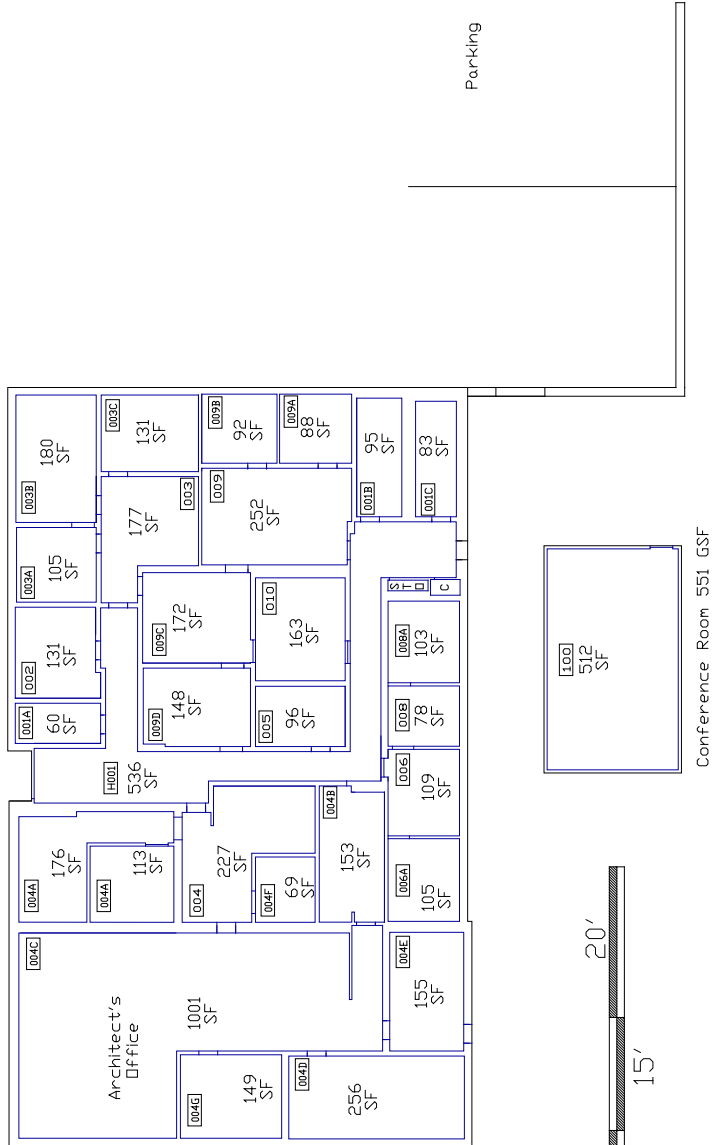 Parking
003B
180
SF
003C
131
SF
009B
92
SF
009A
88
SF
95
SF
001B
83
SF
001C
003A
105
SF
177
SF
003
009
252
SF
002
131
SF
009C
172
SF
010
163
SF
STO
C
008A
103
SF
001A
60
SF
009D
148
SF
005
96
SF
008
78
SF
H001
536
SF
006
109
SF
004A
176
SF
004A
113
SF
004
227
SF
004F
69
SF
004B
153
SF
006A
105
SF
004C
Architect's
Office
1001
SF
004E
155
SF
004G
149
SF
004D
256
SF
100
512
SF
Conference Room 551 GSF
20'
15'